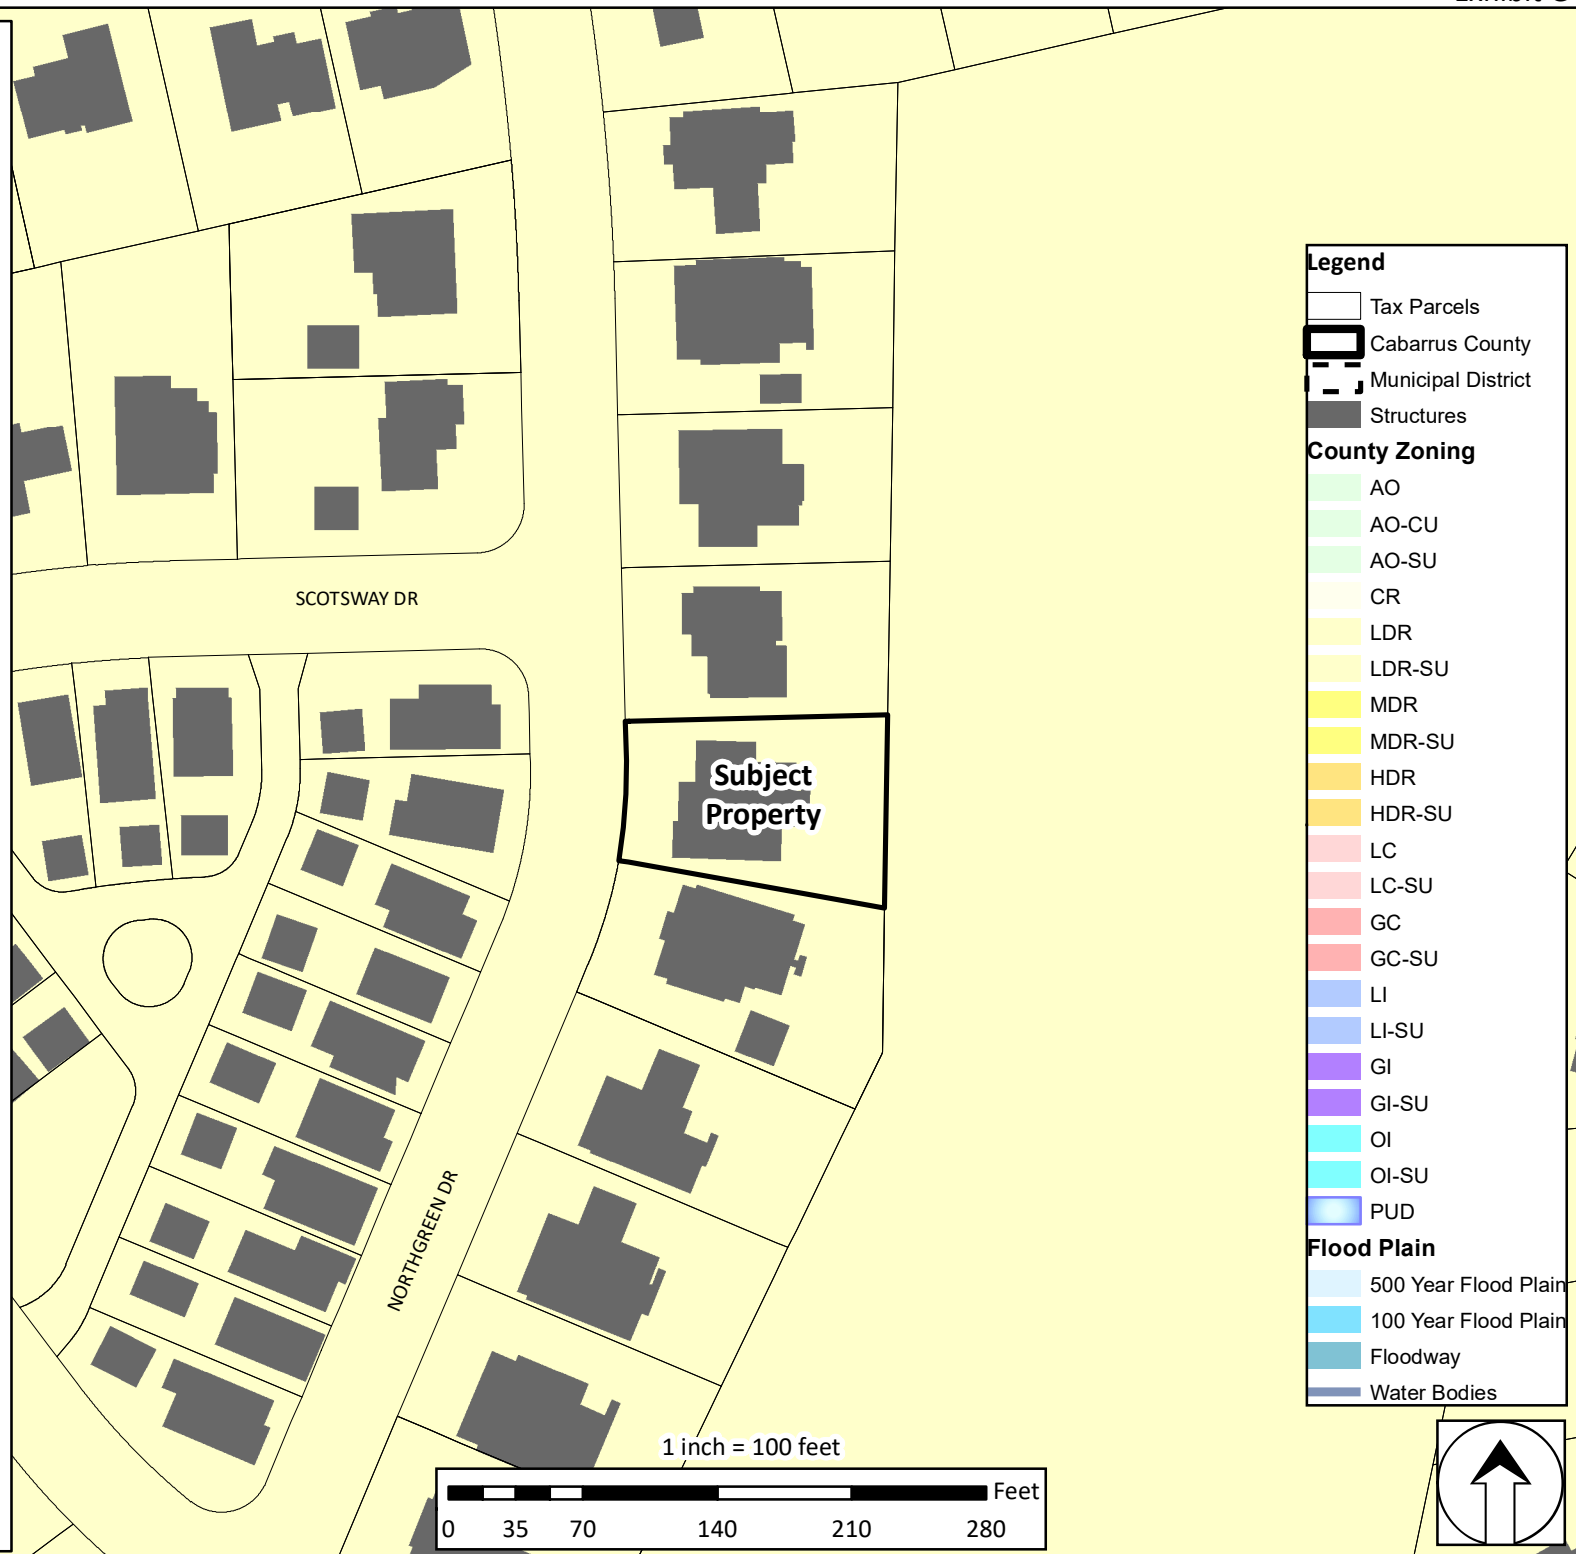 Legend
Tax Parcels
Cabarrus County
Municipal District
Structures
County Zoning
AO
AO-CU
AO-SU
CR
LDR
LDR-SU
MDR
MDR-SU
HDR
HDR-SU
LC
LC-SU
GC
GC-SU
LI
LI-SU
GI
GI-SU
OI
OI-SU
PUD
Flood Plain
500 Year Flood Plain
100 Year Flood Plain
Floodway
Water Bodies
SCOTSWAY DR
Subject
Property
NORTHGREEN DR
1 inch = 100 feet
Feet
0 35 70 140 210 280